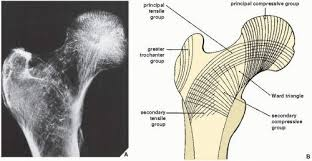 principal
tensile
group
principal compressive group
greater
trochanter
group
Ward triangle
secondary
tensile
group
secondary
compressive
group
A
B